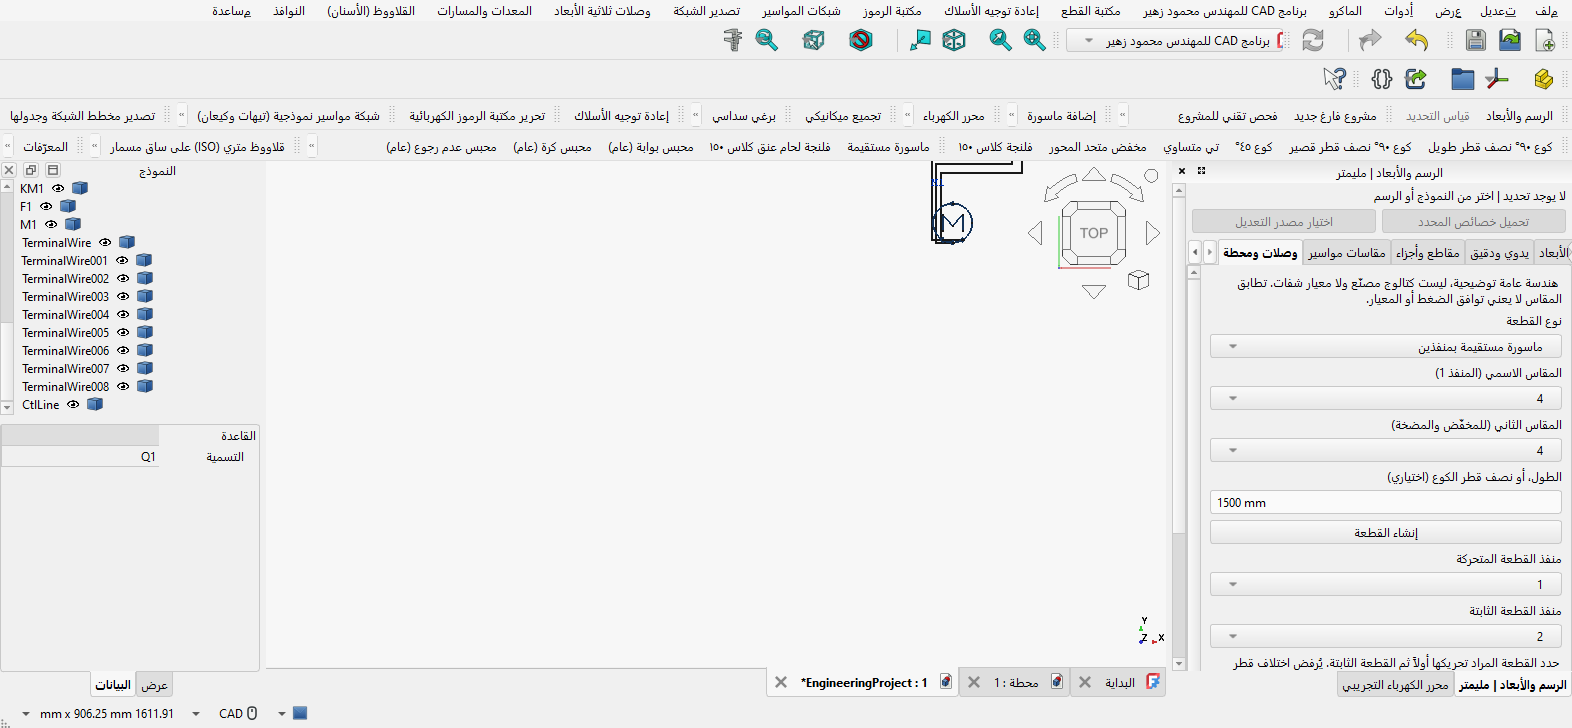 ملف تعديل عرض أدوات الماكرو برنامج CAD للمهندس محمود زهير مكتبة القطع إعادة توجيه الأسلاك مكتبة الرموز شبكات المواسير تصدير الشبكة وصلات ثلاثية الأبعاد المعدات والمسارات القلاووظ (الأسنان) النوافذ مساعدة
برنامج CAD للمهندس محمود زهير
الرسم والأبعاد قياس التحديد مشروع فارغ جديد فحص تقني للمشروع » إضافة ماسورة » محرر الكهرباء » تجميع ميكانيكي برغي سداسي » إعادة توجيه الأسلاك تحرير مكتبة الرموز الكهربائية شبكة مواسير نموذجية (تيهات وكيعان) » تصدير مخطط الشبكة وجدولها
كوع ٩٠° نصف قطر طويل كوع ٩٠° نصف قطر قصير كوع ٤٥° تي متساوي مخفض متحد المحور فلنجة كلاس ١٥٠ ماسورة مستقيمة فلنجة لحام عنق كلاس ١٥٠ محبس بوابة (عام) محبس كرة (عام) محبس عدم رجوع (عام) » قلاووظ متري (ISO) على ساق مسمار » المعرّفات »
الرسم والأبعاد | مليمتر
لا يوجد تحديد | اختر من النموذج أو الرسم
تحميل خصائص المحدد اختيار مصدر التعديل
الأبعاد يدوي ودقيق مقاطع وأجزاء مقاسات مواسير وصلات ومحطة
هندسة عامة توضيحية، ليست كتالوج مصنّع ولا معيار شفات. تطابق
المقاس لا يعني توافق الضغط أو المعيار.
نوع القطعة
ماسورة مستقيمة بمنفذين
المقاس الاسمي (المنفذ 1)
4
المقاس الثاني (للمخفّض والمضخة)
4
الطول، أو نصف قطر الكوع (اختياري)
1500 mm
إنشاء القطعة
منفذ القطعة المتحركة
1
منفذ القطعة الثابتة
2
حدد القطعة المراد تحريكها أولاً ثم القطعة الثابتة. يُرفض اختلاف قطر
الرسم والأبعاد | مليمتر محرر الكهرباء التجريبي
M
TOP
Y
Z X
البداية
محطة : 1
EngineeringProject : 1*
النموذج
KM1
F1
M1
TerminalWire
TerminalWire001
TerminalWire002
TerminalWire003
TerminalWire004
TerminalWire005
TerminalWire006
TerminalWire007
TerminalWire008
CtlLine
القاعدة
التسمية Q1
عرض البيانات
CAD
1611.91 mm x 906.25 mm